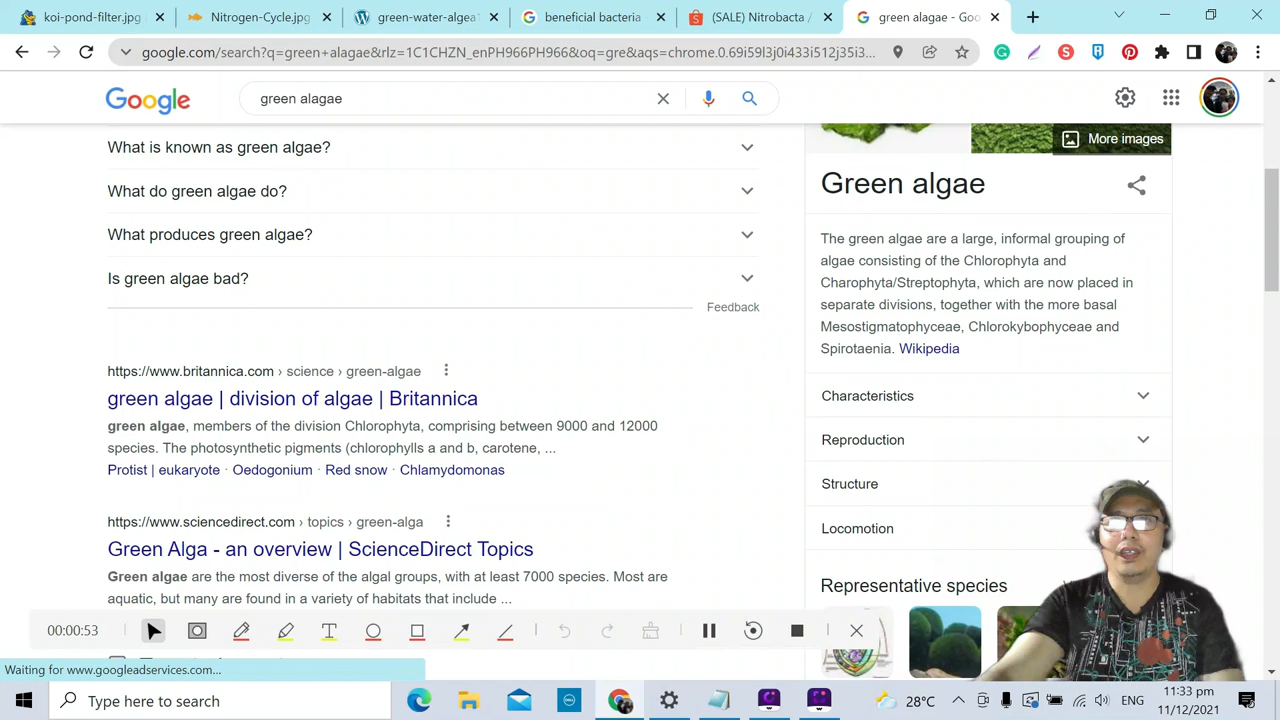 koi-pond-filter.jpg
Nitrogen-Cycle.jpg
green-water-algea
beneficial bacteria
(SALE) Nitrobacta /
green alagae - Goo
google.com/search?q=green+alagae&rlz=1C1CHZN_enPH966PH966&oq=gre&aqs=chrome.0.69i59l3j0i433i512j35i3...
Google
green alagae
What is known as green algae?
What do green algae do?
What produces green algae?
Is green algae bad?
Feedback
https://www.britannica.com › science › green-algae
green algae | division of algae | Britannica
green algae, members of the division Chlorophyta, comprising between 9000 and 12000
species. The photosynthetic pigments (chlorophylls a and b, carotene, ...
Protist | eukaryote · Oedogonium · Red snow · Chlamydomonas
https://www.sciencedirect.com › topics › green-alga
Green Alga - an overview | ScienceDirect Topics
Green algae are the most diverse of the algal groups, with at least 7000 species. Most are
aquatic, but many are found in a variety of habitats that include ...
More images
Green algae
The green algae are a large, informal grouping of
algae consisting of the Chlorophyta and
Charophyta/Streptophyta, which are now placed in
separate divisions, together with the more basal
Mesostigmatophyceae, Chlorokybophyceae and
Spirotaenia. Wikipedia
Characteristics
Reproduction
Structure
Locomotion
Representative species
00:00:53
Waiting for www.googleadservices.com...
Type here to search
28°C
ENG
11:33 pm
11/12/2021